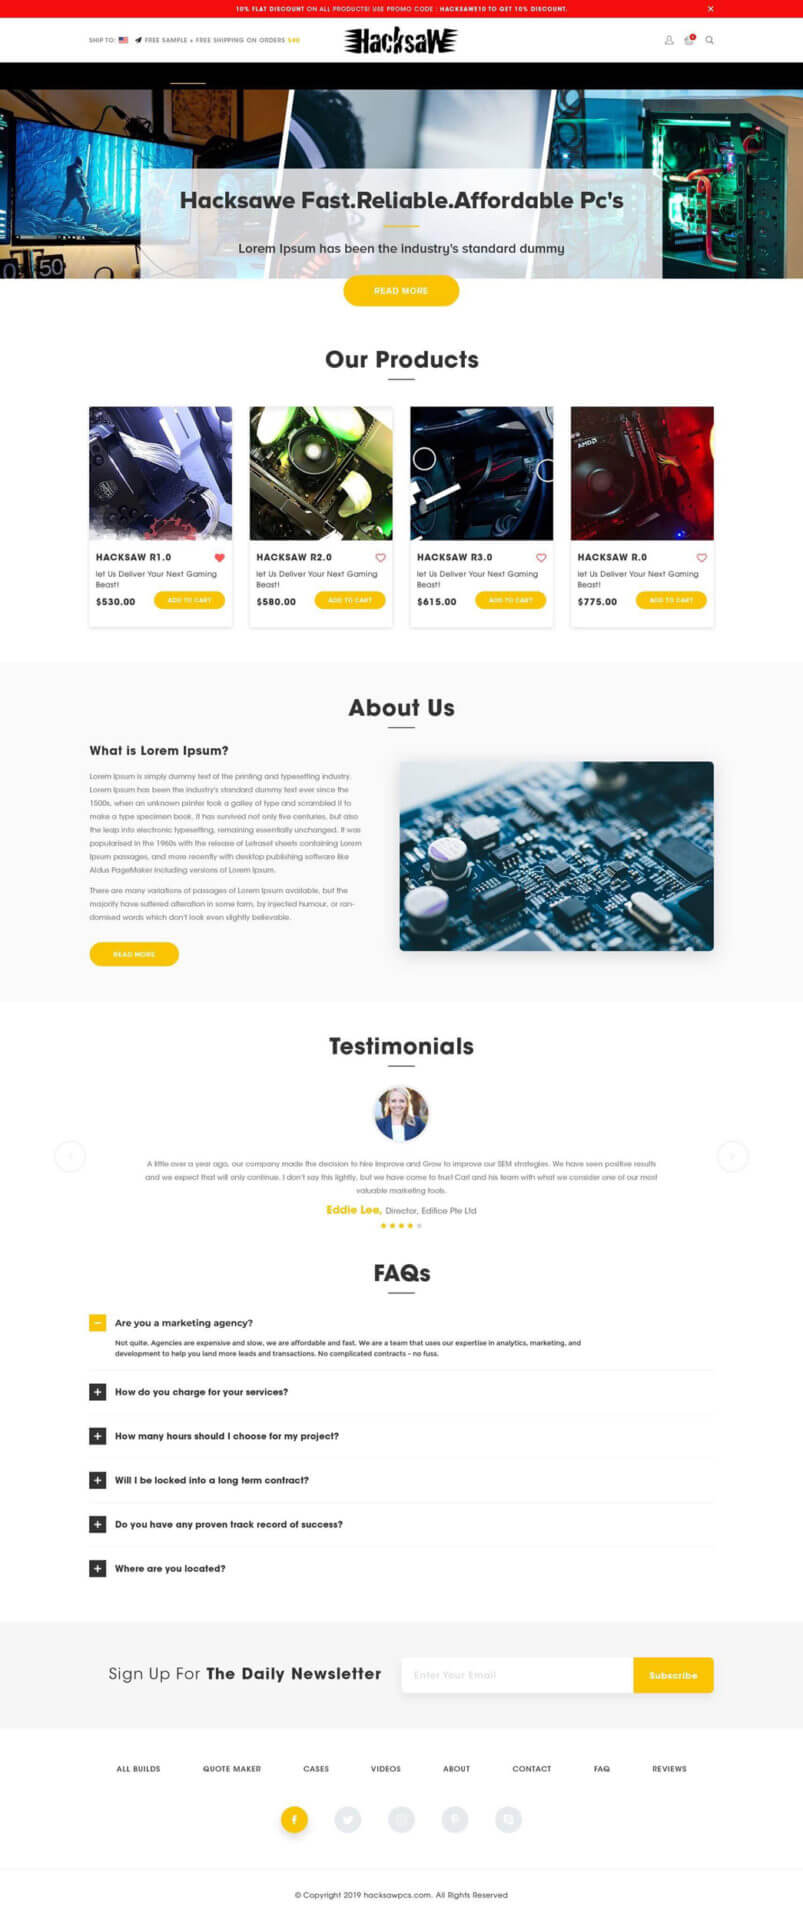 10% FLAT DISCOUNT ON ALL PRODUCTS! USE PROMO CODE : HACKSAWE10 TO GET 10% DISCOUNT.
SHIP TO: FREE SAMPLE + FREE SHIPPING ON ORDERS $40
HacksaW
Hacksawe Fast.Reliable.Affordable Pc's
Lorem Ipsum has been the industry's standard dummy
READ MORE
Our Products
HACKSAW R1.0
let Us Deliver Your Next Gaming
Beast!
$530.00 ADD TO CART
HACKSAW R2.0
let Us Deliver Your Next Gaming
Beast!
$580.00 ADD TO CART
HACKSAW R3.0
let Us Deliver Your Next Gaming
Beast!
$615.00 ADD TO CART
AMD
HACKSAW R.0
let Us Deliver Your Next Gaming
Beast!
$775.00 ADD TO CART
About Us
What is Lorem Ipsum?
Lorem Ipsum is simply dummy text of the printing and typesetting industry.
Lorem Ipsum has been the industry's standard dummy text ever since the
1500s, when an unknown printer took a galley of type and scrambled it to
make a type specimen book. It has survived not only five centuries, but also
the leap into electronic typesetting, remaining essentially unchanged. It was
popularised in the 1960s with the release of Letraset sheets containing Lorem
Ipsum passages, and more recently with desktop publishing software like
Aldus PageMaker including versions of Lorem Ipsum.
There are many variations of passages of Lorem Ipsum available, but the
majority have suffered alteration in some form, by injected humour, or ran-
domised words which don't look even slightly believable.
READ MORE
Testimonials
A little over a year ago, our company made the decision to hire Improve and Grow to improve our SEM strategies. We have seen positive results
and we expect that will only continue. I don't say this lightly, but we have come to trust Carl and his team with what we consider one of our most
valuable marketing tools.
Eddie Lee, Director, Edifice Pte Ltd
FAQs
Are you a marketing agency?
Not quite. Agencies are expensive and slow, we are affordable and fast. We are a team that uses our expertise in analytics, marketing, and
development to help you land more leads and transactions. No complicated contracts - no fuss.
How do you charge for your services?
How many hours should I choose for my project?
Will I be locked into a long term contract?
Do you have any proven track record of success?
Where are you located?
Sign Up For The Daily Newsletter
Enter Your Email
Subscribe
ALL BUILDS QUOTE MAKER CASES VIDEOS ABOUT CONTACT FAQ REVIEWS
© Copyright 2019 hacksawpcs.com. All Rights Reserved